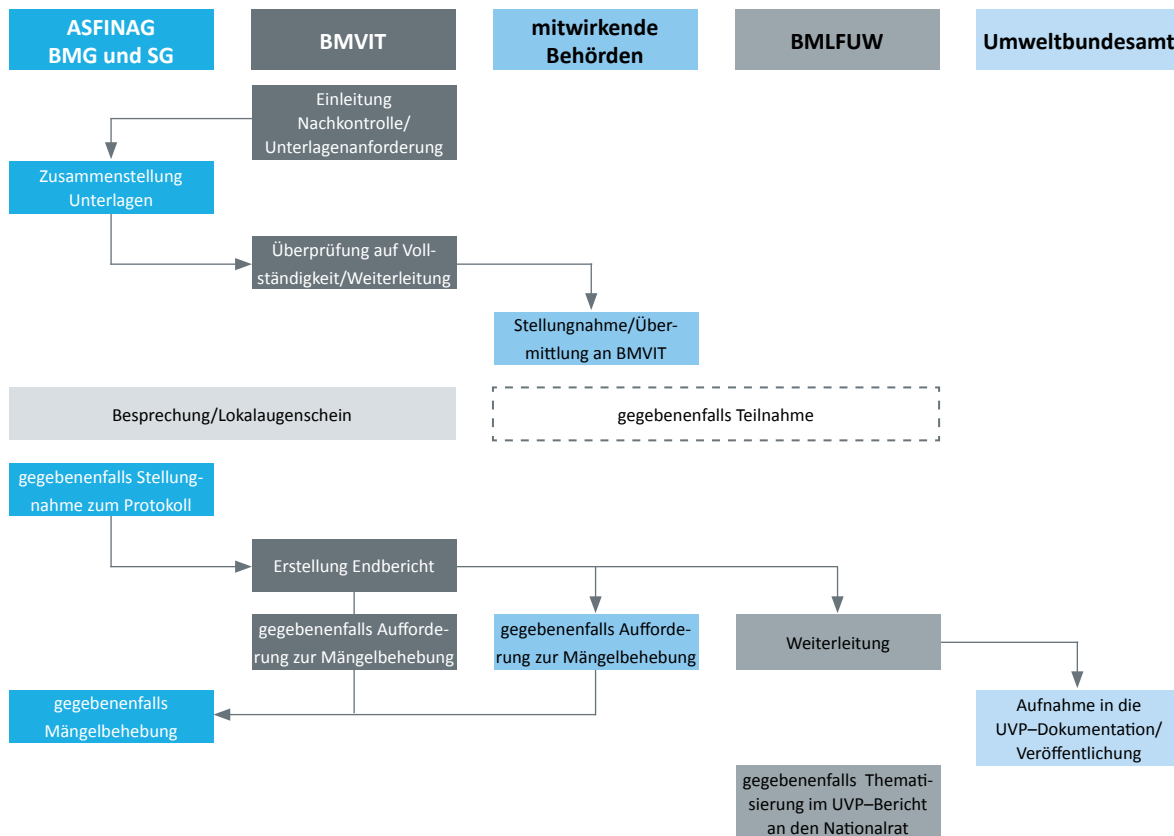 ASFINAG
BMG und SG
BMVIT
mitwirkende
Behörden
BMLFUW
Umweltbundesamt
Einleitung
Nachkontrolle/
Unterlagenanforderung
Zusammenstellung
Unterlagen
Überprüfung auf Voll-
ständigkeit/Weiterleitung
Stellungnahme/Über-
mittlung an BMVIT
Besprechung/Lokalaugenschein
gegebenenfalls Teilnahme
gegebenenfalls Stellung-
nahme zum Protokoll
Erstellung Endbericht
gegebenenfalls Aufforde-
rung zur Mängelbehebung
gegebenenfalls Aufforde-
rung zur Mängelbehebung
Weiterleitung
gegebenenfalls
Mängelbehebung
Aufnahme in die
UVP–Dokumentation/
Veröffentlichung
gegebenenfalls Themati-
sierung im UVP–Bericht
an den Nationalrat